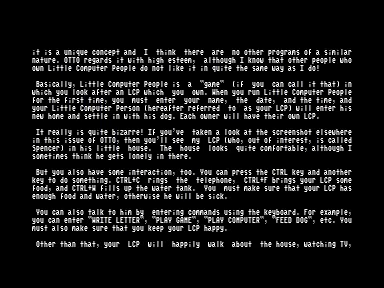 it is a unique concept and I think there are no other programs of a similar
nature. OTTO regards it with high esteem, although I know that other people who
own Little Computer People do not like it in quite the same way as I do!
Basically, Little Computer People is a "game" (if you can call it that) in
which you look after an LCP which you own. When you run Little Computer People
for the first time, you must enter your name, the date, and the time; and
your Little Computer Person (hereafter referred to as your LCP) will enter his
new home and settle in with his dog. Each owner will have their own LCP.
It really is quite bizarre! If you've taken a look at the screenshot elsewhere
in this issue of OTTO, then you'll see my LCP (who, out of interest, is called
Spencer) in his little house. The house looks quite comfortable, although I
sometimes think he gets lonely in there.
But you also have some interaction, too. You can press the CTRL key and another
key to do something. CTRL+C rings the telephone, CTRL+F brings your LCP some
food, and CTRL+W fills up the water tank. You must make sure that your LCP has
enough food and water, otherwise he will be sick.
You can also talk to him by entering commands using the keyboard. For example,
you can enter "WRITE LETTER", "PLAY GAME", "PLAY COMPUTER", "FEED DOG", etc. You
must also make sure that you keep your LCP happy.
Other than that, your LCP will happily walk about the house, watching TV,